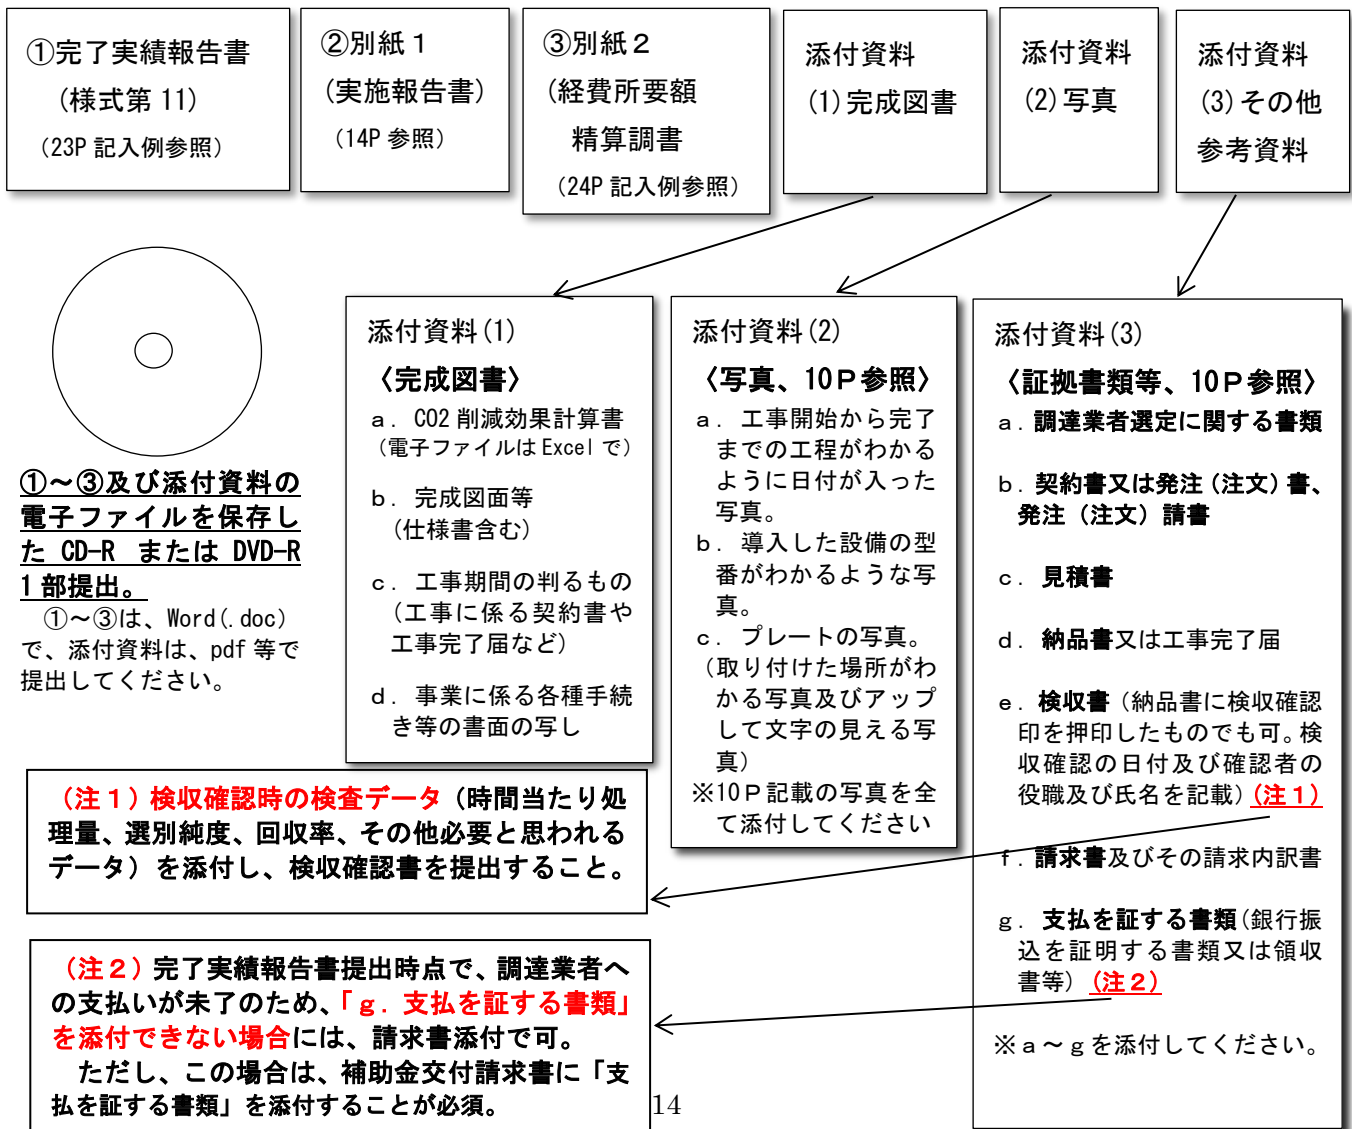 ①完了実績報告書
(様式第 11)
(23P 記入例参照)
②別紙１
(実施報告書)
(14P 参照)
③別紙２
(経費所要額
精算調書
(24P 記入例参照)
添付資料
(1)完成図書
添付資料
(2)写真
添付資料
(3)その他
参考資料
①～③及び添付資料の
電子ファイルを保存し
た CD-R または DVD-R
1 部提出。
①～③は、Word(.doc)
で、添付資料は、pdf 等で
提出してください。
添付資料(1)
〈完成図書〉
ａ．CO2 削減効果計算書
(電子ファイルは Excel で)
ｂ．完成図面等
(仕様書含む)
ｃ．工事期間の判るもの
(工事に係る契約書や
工事完了届など)
ｄ．事業に係る各種手続
き等の書面の写し
添付資料(2)
〈写真、10Ｐ参照〉
ａ．工事開始から完了
までの工程がわかる
ように日付が入った
写真。
ｂ．導入した設備の型
番がわかるような写
真。
ｃ．プレートの写真。
(取り付けた場所がわ
かる写真及びアップ
して文字の見える写
真)
※10Ｐ記載の写真を全
て添付してください
添付資料(3)
〈証拠書類等、10Ｐ参照〉
ａ．調達業者選定に関する書類
ｂ．契約書又は発注(注文)書、
発注（注文）請書
ｃ．見積書
ｄ．納品書又は工事完了届
ｅ．検収書（納品書に検収確認
印を押印したものでも可。検
収確認の日付及び確認者の
役職及び氏名を記載）(注１)
ｆ．請求書及びその請求内訳書
ｇ．支払を証する書類(銀行振
込を証明する書類又は領収
書等) (注２)
※ａ～ｇを添付してください。
（注１）検収確認時の検査データ（時間当たり処
理量、選別純度、回収率、その他必要と思われる
データ）を添付し、検収確認書を提出すること。
（注２）完了実績報告書提出時点で、調達業者へ
の支払いが未了のため、「ｇ．支払を証する書類」
を添付できない場合には、請求書添付で可。
ただし、この場合は、補助金交付請求書に「支
払を証する書類」を添付することが必須。
14